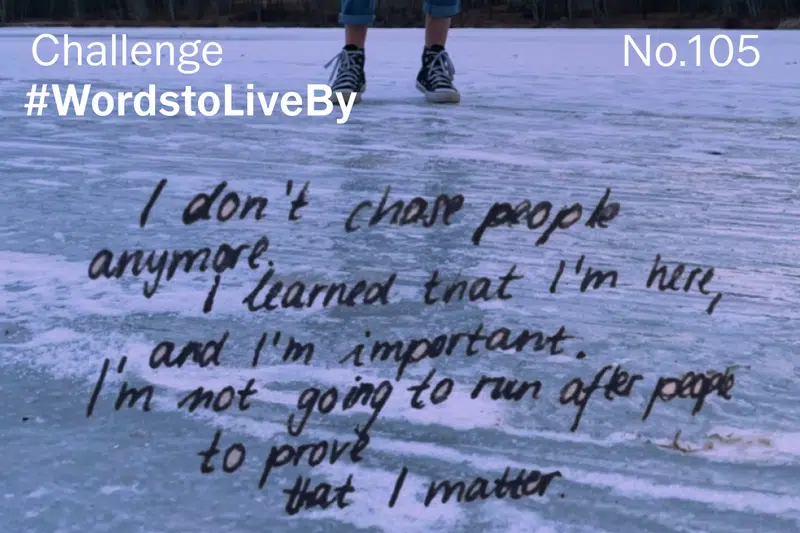 Challenge
No.105
#WordstoLiveBy
I don't chase people
anymore.
I learned that I'm here,
and I'm important.
I'm not going to run after people
to prove
that I matter.